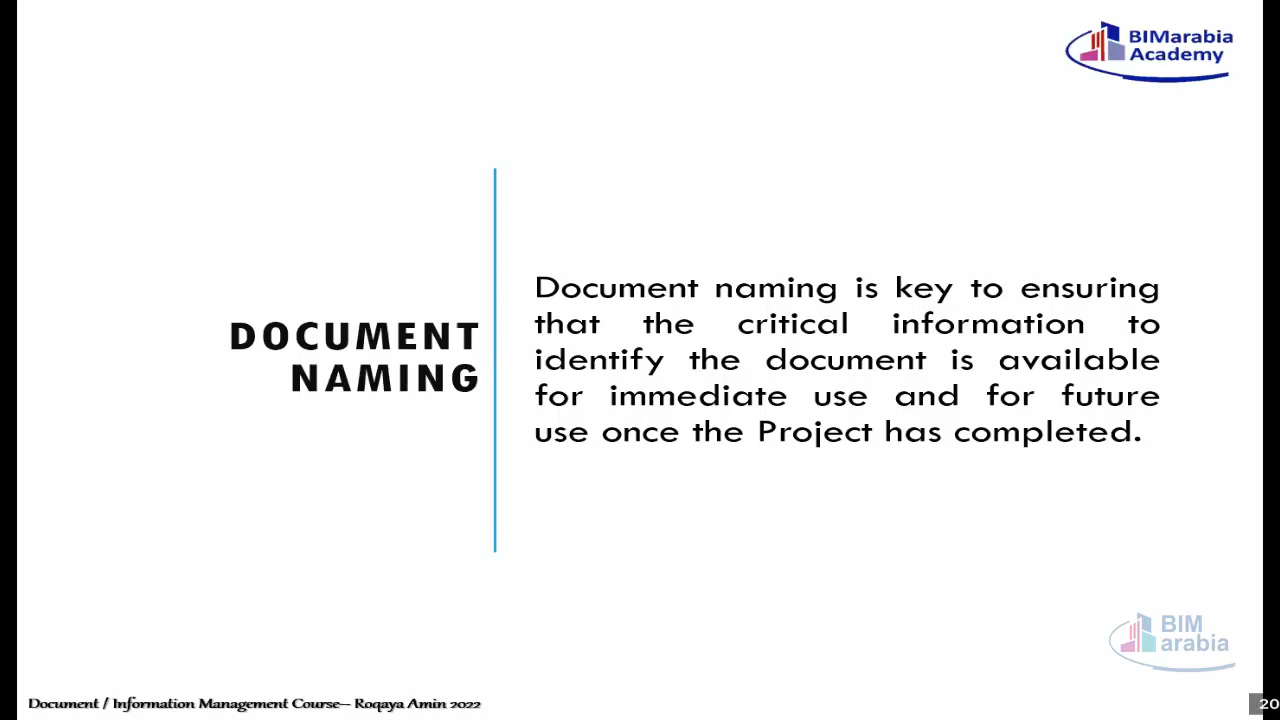 BIMarabia
Academy
DOCUMENT
NAMING
Document naming is key to ensuring
that the critical information to
identify the document is available
for immediate use and for future
use once the Project has completed.
BIM
arabia
Document / Information Management Course-- Roqaya Amin 2022
20